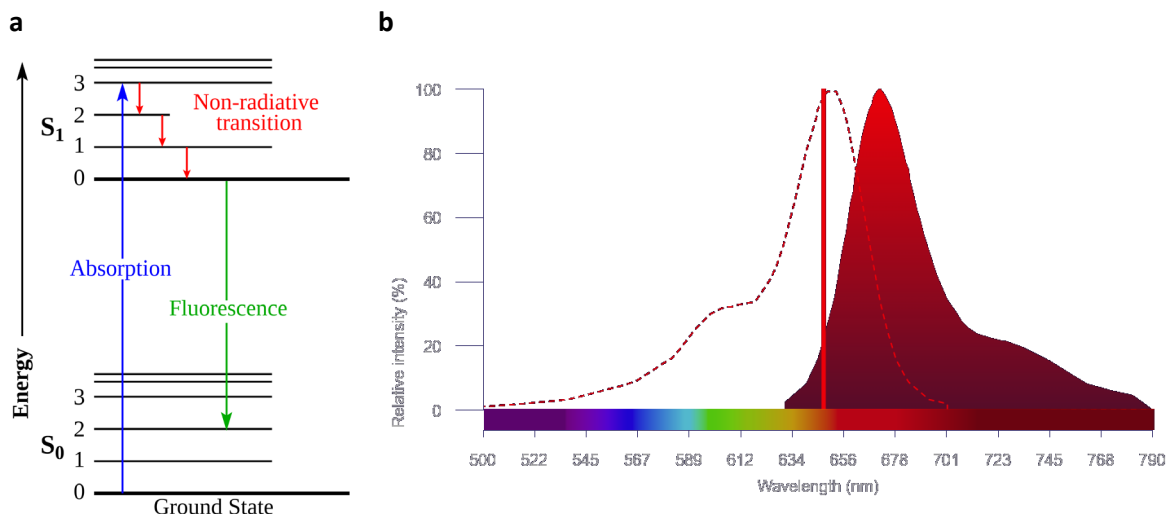 a
b
Energy
S1
3
2
1
0
Non-radiative
transition
Absorption
Fluorescence
S0
3
2
1
0
Ground State
Relative intensity (%)
100
80
60
40
20
0
500 522 545 567 589 612 634 656 678 701 723 745 768 790
Wavelength (nm)